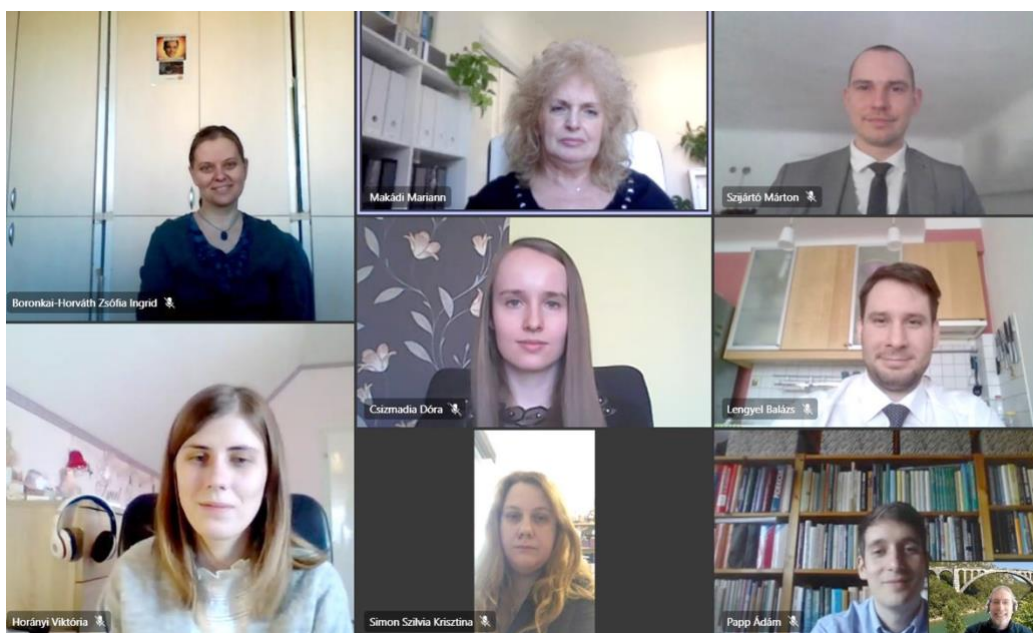 Makádi Mariann
Szijártó Márton
Boronkai-Horváth Zsófia Ingrid
Csizmadia Dóra
Lengyel Balázs
Horányi Viktória
Simon Szilvia Krisztina
Papp Ádám